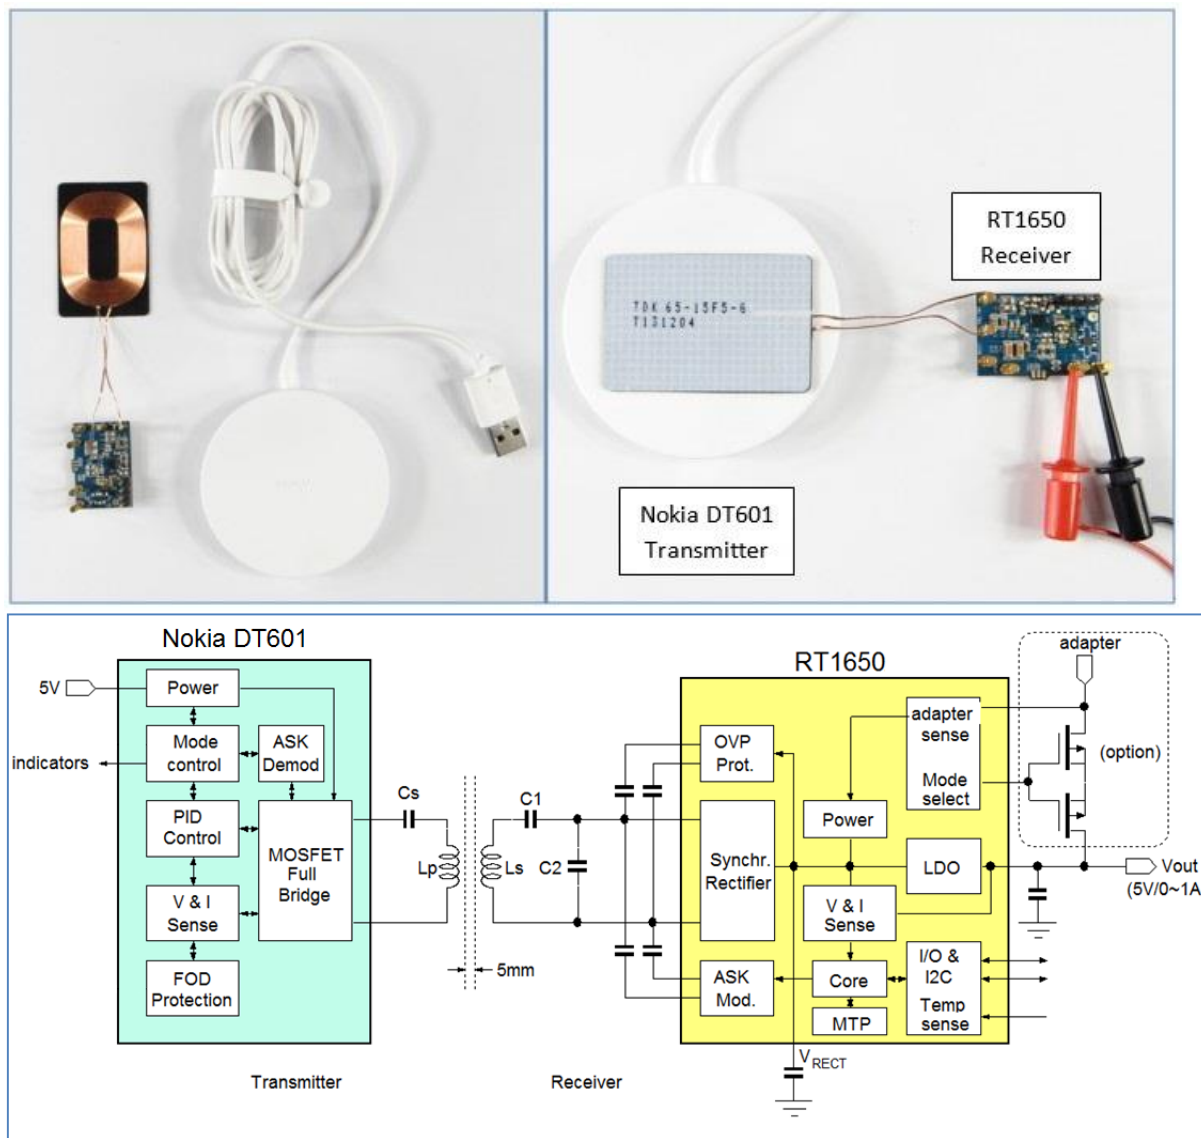 TDK 65-15F5-6
T131204
RT1650
Receiver
Nokia DT601
Transmitter
Nokia DT601
5V
Power
indicators
Mode
control
ASK
Demod
PID
Control
MOSFET
Full
Bridge
V & I
Sense
FOD
Protection
Cs
Lp
Ls
C1
C2
5mm
Transmitter
Receiver
RT1650
adapter
OVP
Prot.
adapter
sense
Mode
select
(option)
Power
Synchr.
Rectifier
LDO
Vout
(5V/0~1A
V & I
Sense
ASK
Mod.
Core
MTP
I/O &
I2C
Temp
sense
VRECT